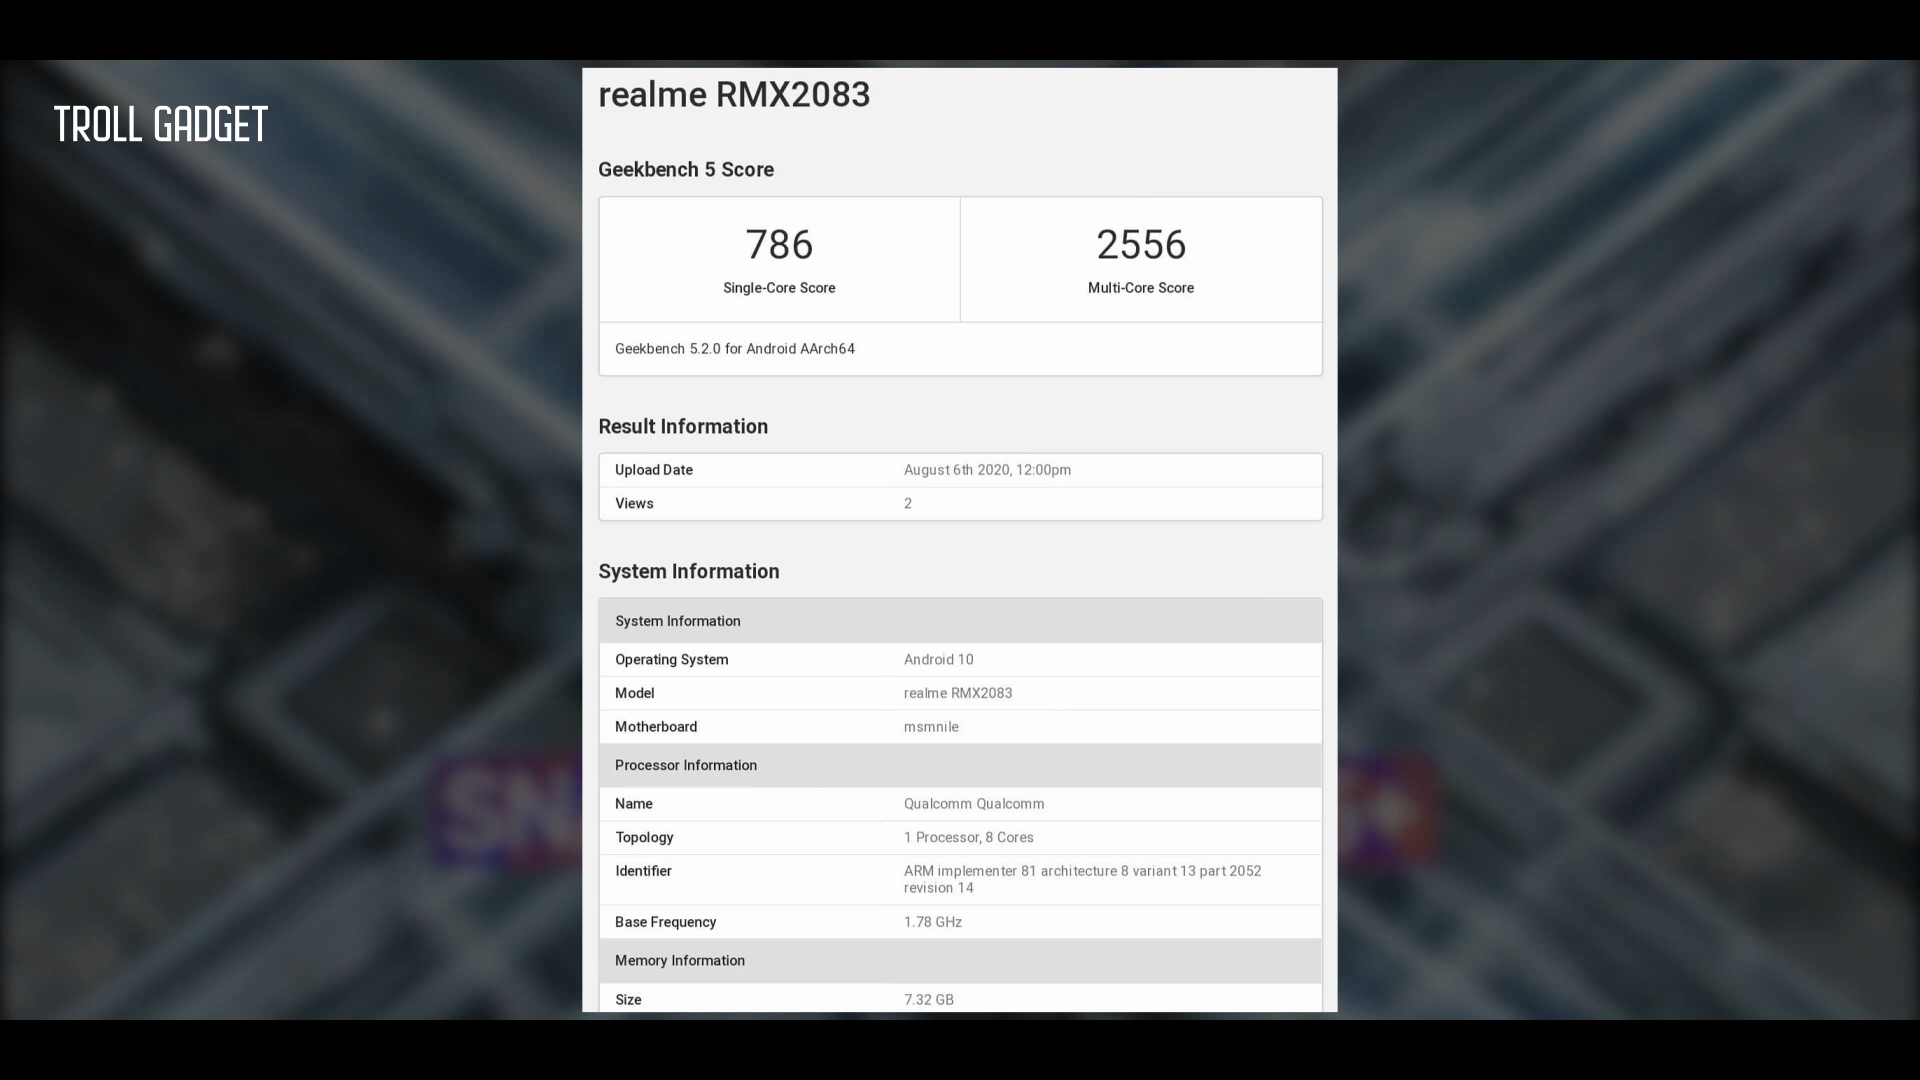 TROLL GADGET
realme RMX2083
Geekbench 5 Score
786
Single-Core Score
2556
Multi-Core Score
Geekbench 5.2.0 for Android AArch64
Result Information
Upload Date August 6th 2020, 12:00pm
Views 2
System Information
System Information
Operating System Android 10
Model realme RMX2083
Motherboard msmnile
Processor Information
Name Qualcomm Qualcomm
Topology 1 Processor, 8 Cores
Identifier ARM implementer 81 architecture 8 variant 13 part 2052
revision 14
Base Frequency 1.78 GHz
Memory Information
Size 7.32 GB